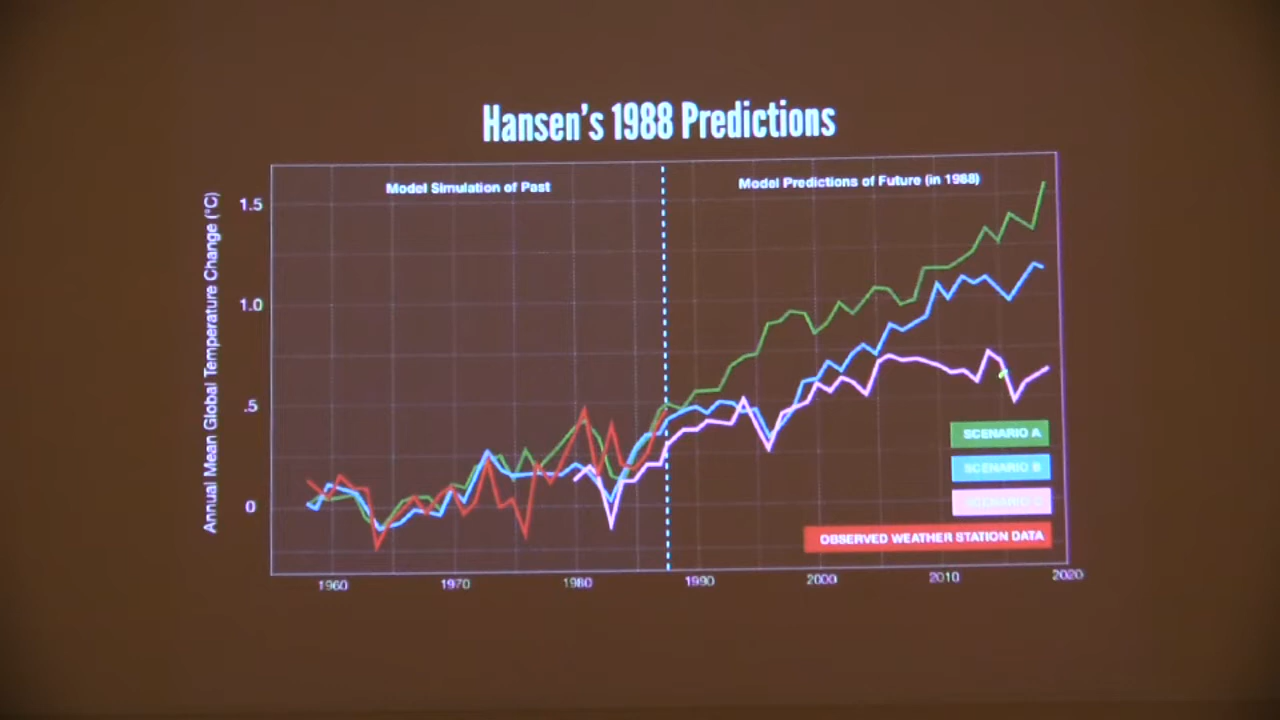 Hansen's 1988 Predictions
Model Simulation of Past
Model Predictions of Future (in 1988)
Annual Mean Global Temperature Change (°C)
1.5
1.0
.5
0
SCENARIO A
SCENARIO B
SCENARIO C
OBSERVED WEATHER STATION DATA
1960
1970
1980
1990
2000
2010
2020